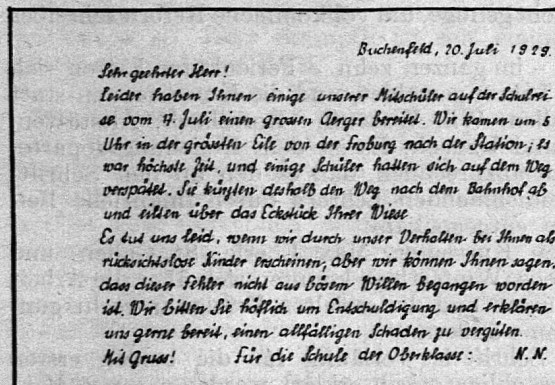 Buchenfeld, 20. Juli 1929.
Sehr geehrter Herr!
Leider haben Ihnen einige unserer Mitschüler auf der Schulrei-
se vom 7. Juli einen grossen Aerger bereitet. Wir kamen um 5
Uhr in der grössten Eile von der Froburg nach der Station; es
war höchste Zeit, und einige Schüler hatten sich auf dem Weg
verspätet. Sie kürzten deshalb den Weg nach dem Bahnhof ab
und eilten über das Eckstück Ihrer Wiese.
Es tut uns leid, wenn wir durch unser Verhalten bei Ihnen als
rücksichtslose Kinder erscheinen; aber wir können Ihnen sagen,
dass dieser Fehler nicht aus bösem Willen begangen worden
ist. Wir bitten Sie höflich um Entschuldigung und erklären
uns gerne bereit, einen allfälligen Schaden zu vergüten.
Mit Gruss! Für die Schule der Oberklasse: N. N.